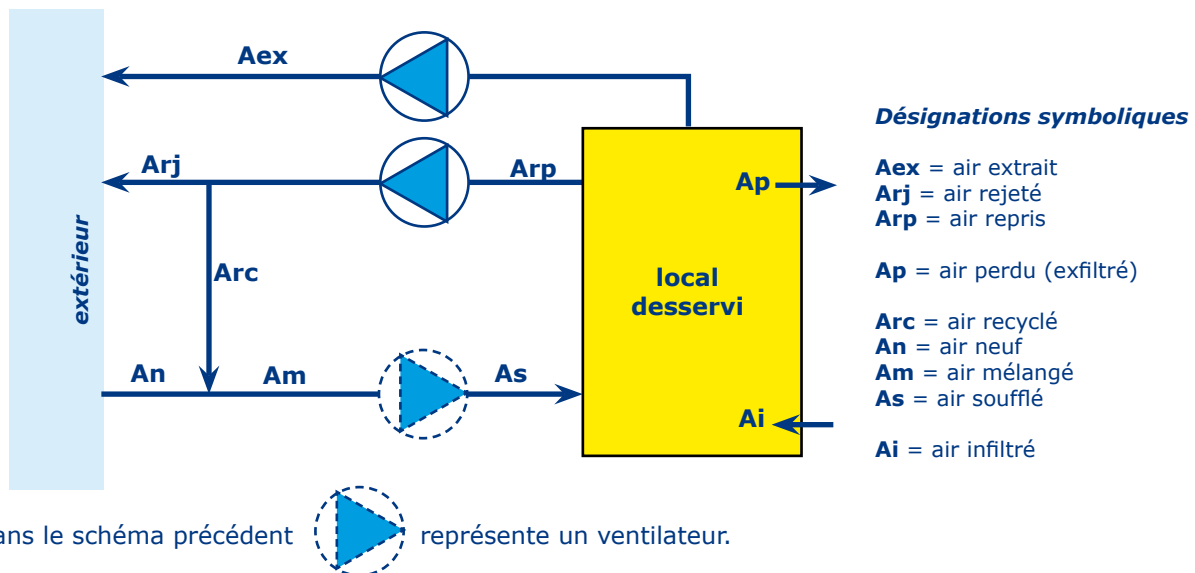 Aex
Arj
Arp
Arc
An
Am
As
extérieur
Ap
local
desservi
Ai
Désignations symboliques
Aex = air extrait
Arj = air rejeté
Arp = air repris
Ap = air perdu (exfiltré)
Arc = air recyclé
An = air neuf
Am = air mélangé
As = air soufflé
Ai = air infiltré
ans le schéma précédent représente un ventilateur.